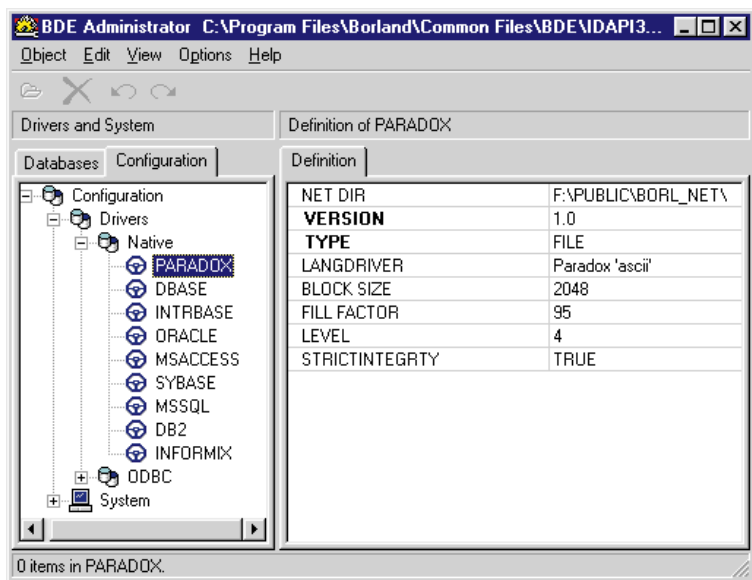 BDE Administrator C:\Program Files\Borland\Common Files\BDE\IDAPI3...
Object Edit View Options Help
Drivers and System
Definition of PARADOX
Databases Configuration
Definition
Configuration
Drivers
Native
PARADOX
DBASE
INTRBASE
ORACLE
MSACCESS
SYBASE
MSSQL
DB2
INFORMIX
ODBC
System
NET DIR F:\PUBLIC\BORL_NET\
VERSION 1.0
TYPE FILE
LANGDRIVER Paradox 'ascii'
BLOCK SIZE 2048
FILL FACTOR 95
LEVEL 4
STRICTINTEGRTY TRUE
0 items in PARADOX.